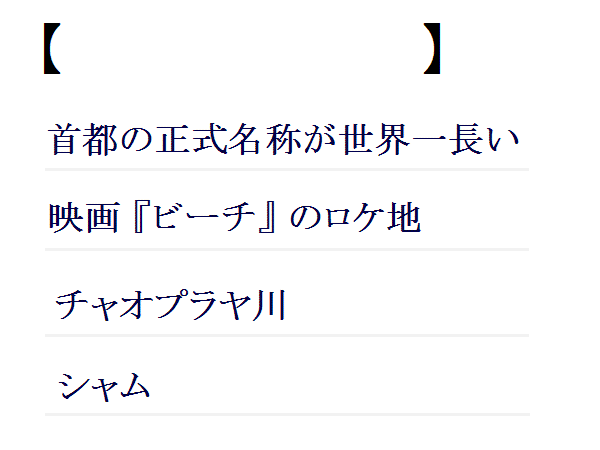 【　　　　　　　　】
首都の正式名称が世界一長い
映画『ビーチ』のロケ地
チャオプラヤ川
シャム